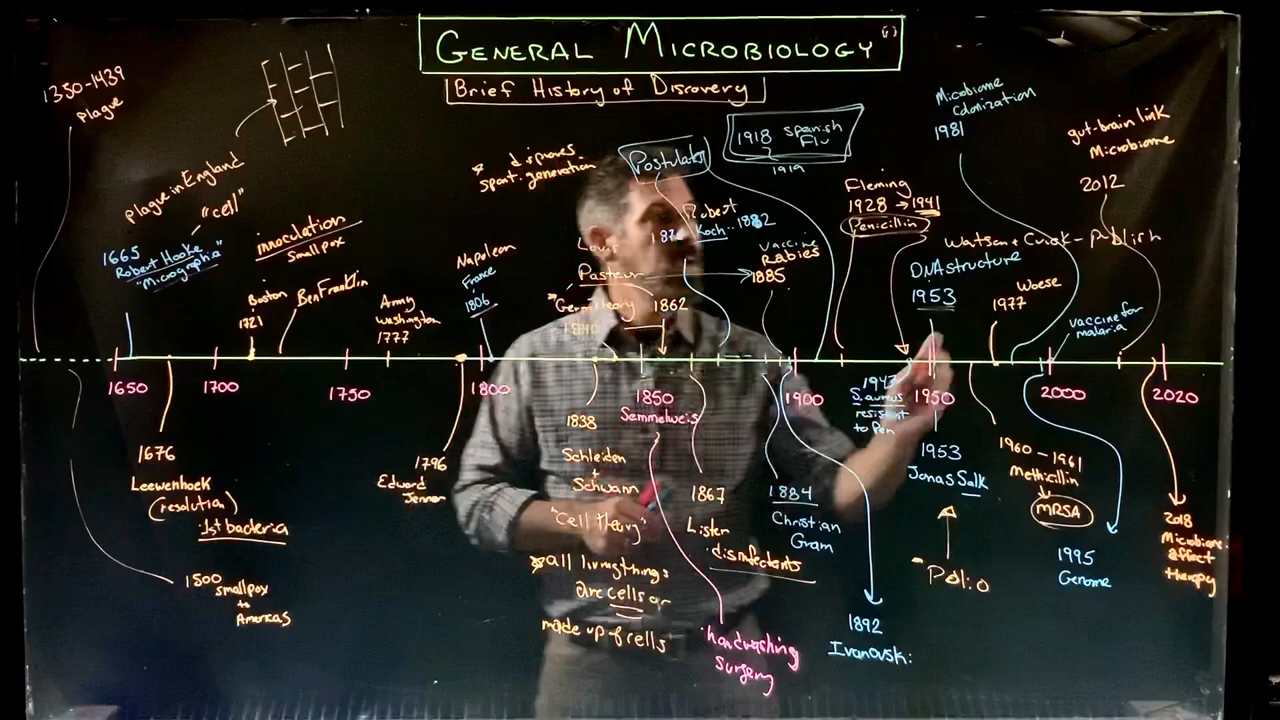 GENERAL MICROBIOLOGY
Brief History of Discovery
1350-1439
plague
plague in England
"cell"
1665
Robert Hooke
"Micrographia"
innoculation
Smallpox
Boston
1721
Ben Franklin
Army
Washington
1777
Napolean
France
1806
* disproves
spont. generation
Postulates
1918 Spanish
Flu
1919
Robert
Koch
1882
Louis
Pasteur
Germ theory
1862
vaccine
Rabies
1885
Fleming
1928 → 1941
Penicillin
Microbiome
Colonization
1981
gut-brain link
Microbiome
2012
Watson + Crick - Publish
DNA structure
1953
Woese
1977
vaccine for
malaria
1650
1700
1750
1800
1850
1900
1950
2000
2020
1676
Leewenhoek
(resolution)
1st bacteria
1500
smallpox
to
Americas
1796
Edward
Jenner
1838
Schleiden
+
Schwann
"Cell theory"
* all living things
are cells or
made up of cells
Semmelweis
handwashing
surgery
1867
Lister
disinfectants
1884
Christian
Gram
1892
Ivanovski
S. aureus
resistent
to Pen
1953
Jonas Salk
Polio
1960-1961
Methicillin
MRSA
1995
Genome
2018
Microbiome
affect
therapy